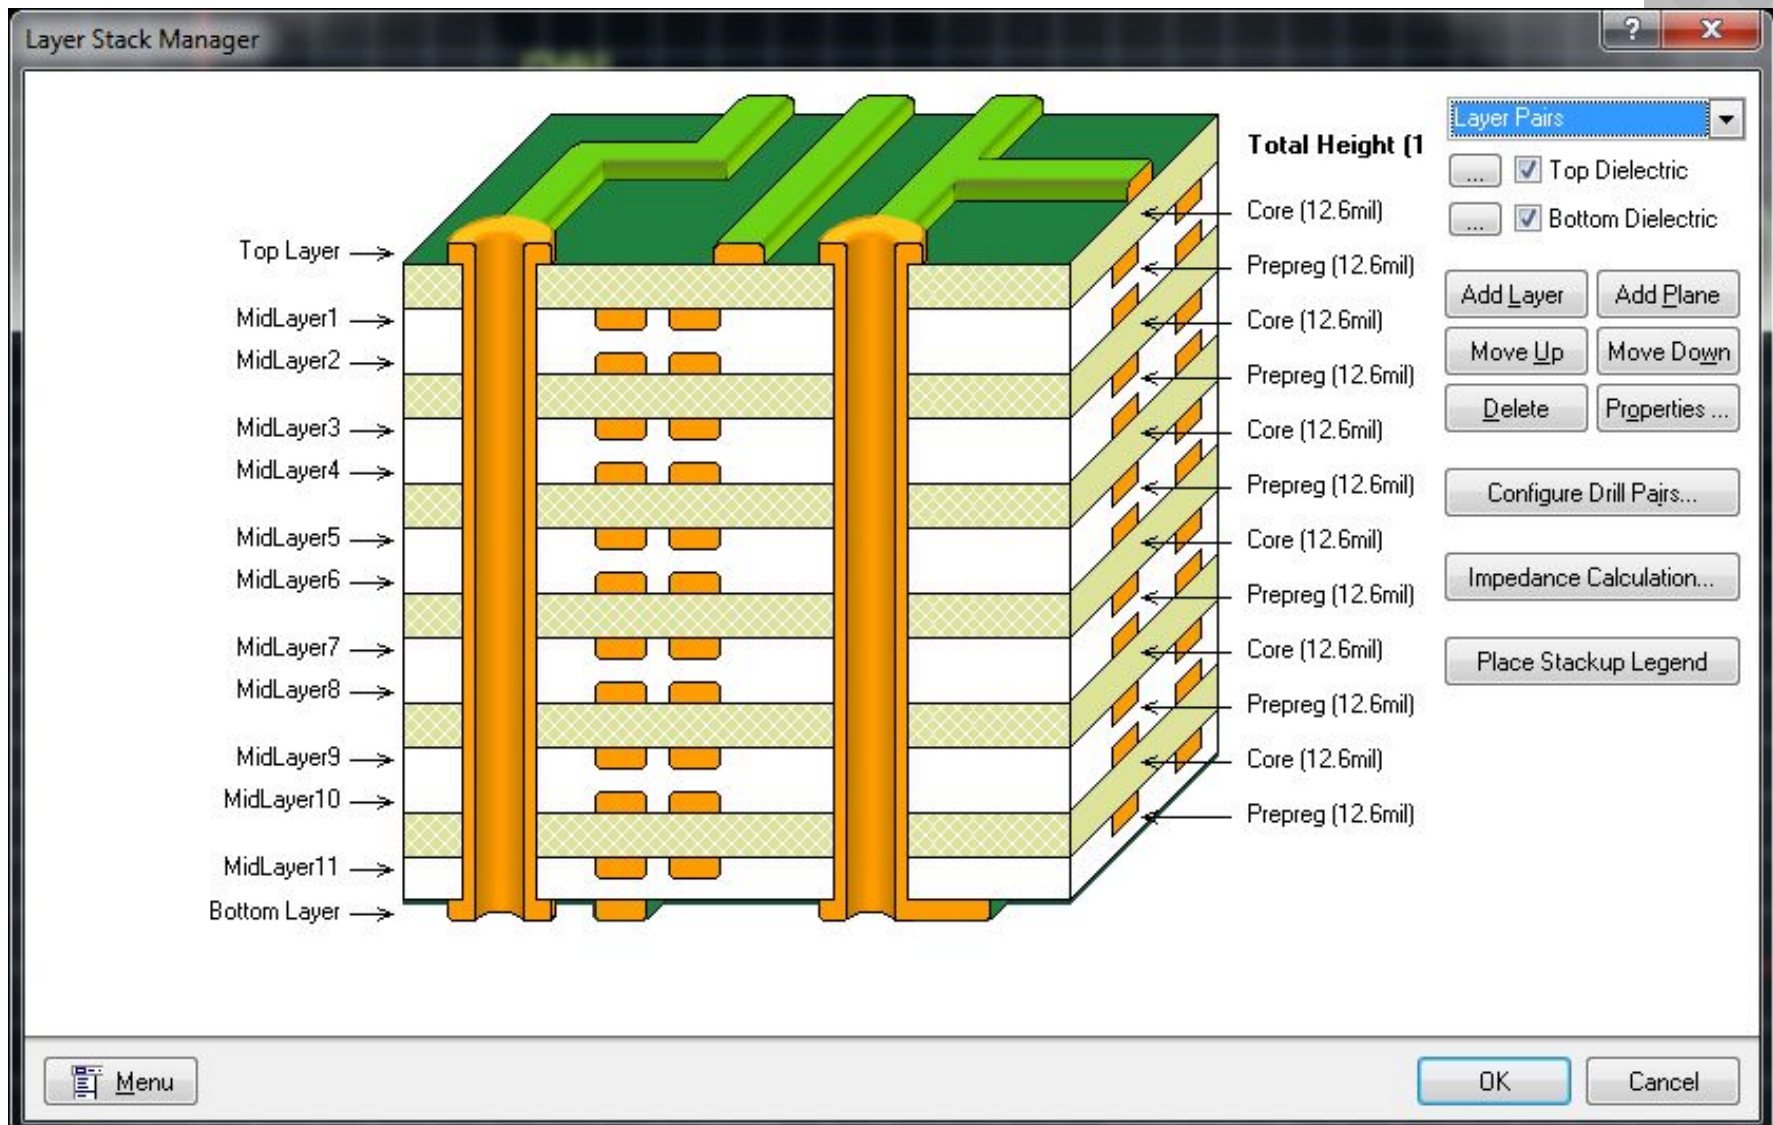 Layer Stack Manager
?
X
Total Height (1
Layer Pairs
... Top Dielectric
... Bottom Dielectric
Top Layer
MidLayer1
MidLayer2
MidLayer3
MidLayer4
MidLayer5
MidLayer6
MidLayer7
MidLayer8
MidLayer9
MidLayer10
MidLayer11
Bottom Layer
Core (12.6mil)
Prepreg (12.6mil)
Core (12.6mil)
Prepreg (12.6mil)
Core (12.6mil)
Prepreg (12.6mil)
Core (12.6mil)
Prepreg (12.6mil)
Core (12.6mil)
Prepreg (12.6mil)
Core (12.6mil)
Prepreg (12.6mil)
Add Layer Add Plane
Move Up Move Down
Delete Properties ...
Configure Drill Pairs...
Impedance Calculation...
Place Stackup Legend
Menu
OK Cancel